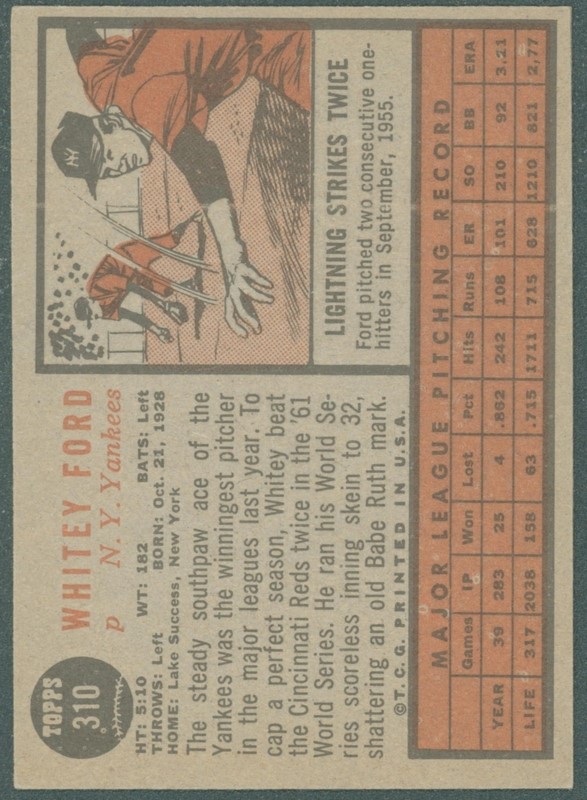 TOPPS
310
WHITEY FORD
p N. Y. Yankees
HT: 5:10 WT: 182 BATS: Left
THROWS: Left BORN: Oct. 21, 1928
HOME: Lake Success, New York
The steady southpaw ace of the
Yankees was the winningest pitcher
in the major leagues last year. To
cap a perfect season, Whitey beat
the Cincinnati Reds twice in the '61
World Series. He ran his World Se-
ries scoreless inning skein to 32,
shattering an old Babe Ruth mark.
©T.C.G. PRINTED IN U.S.A.
NY
LIGHTNING STRIKES TWICE
Ford pitched two consecutive one-
hitters in September, 1955.
MAJOR LEAGUE PITCHING RECORD
Games IP Won Lost Pct Hits Runs ER SO BB ERA
YEAR 39 283 25 4 .862 242 108 101 210 92 3.21
LIFE 317 2038 158 63 .715 1711 715 628 1210 821 2.77